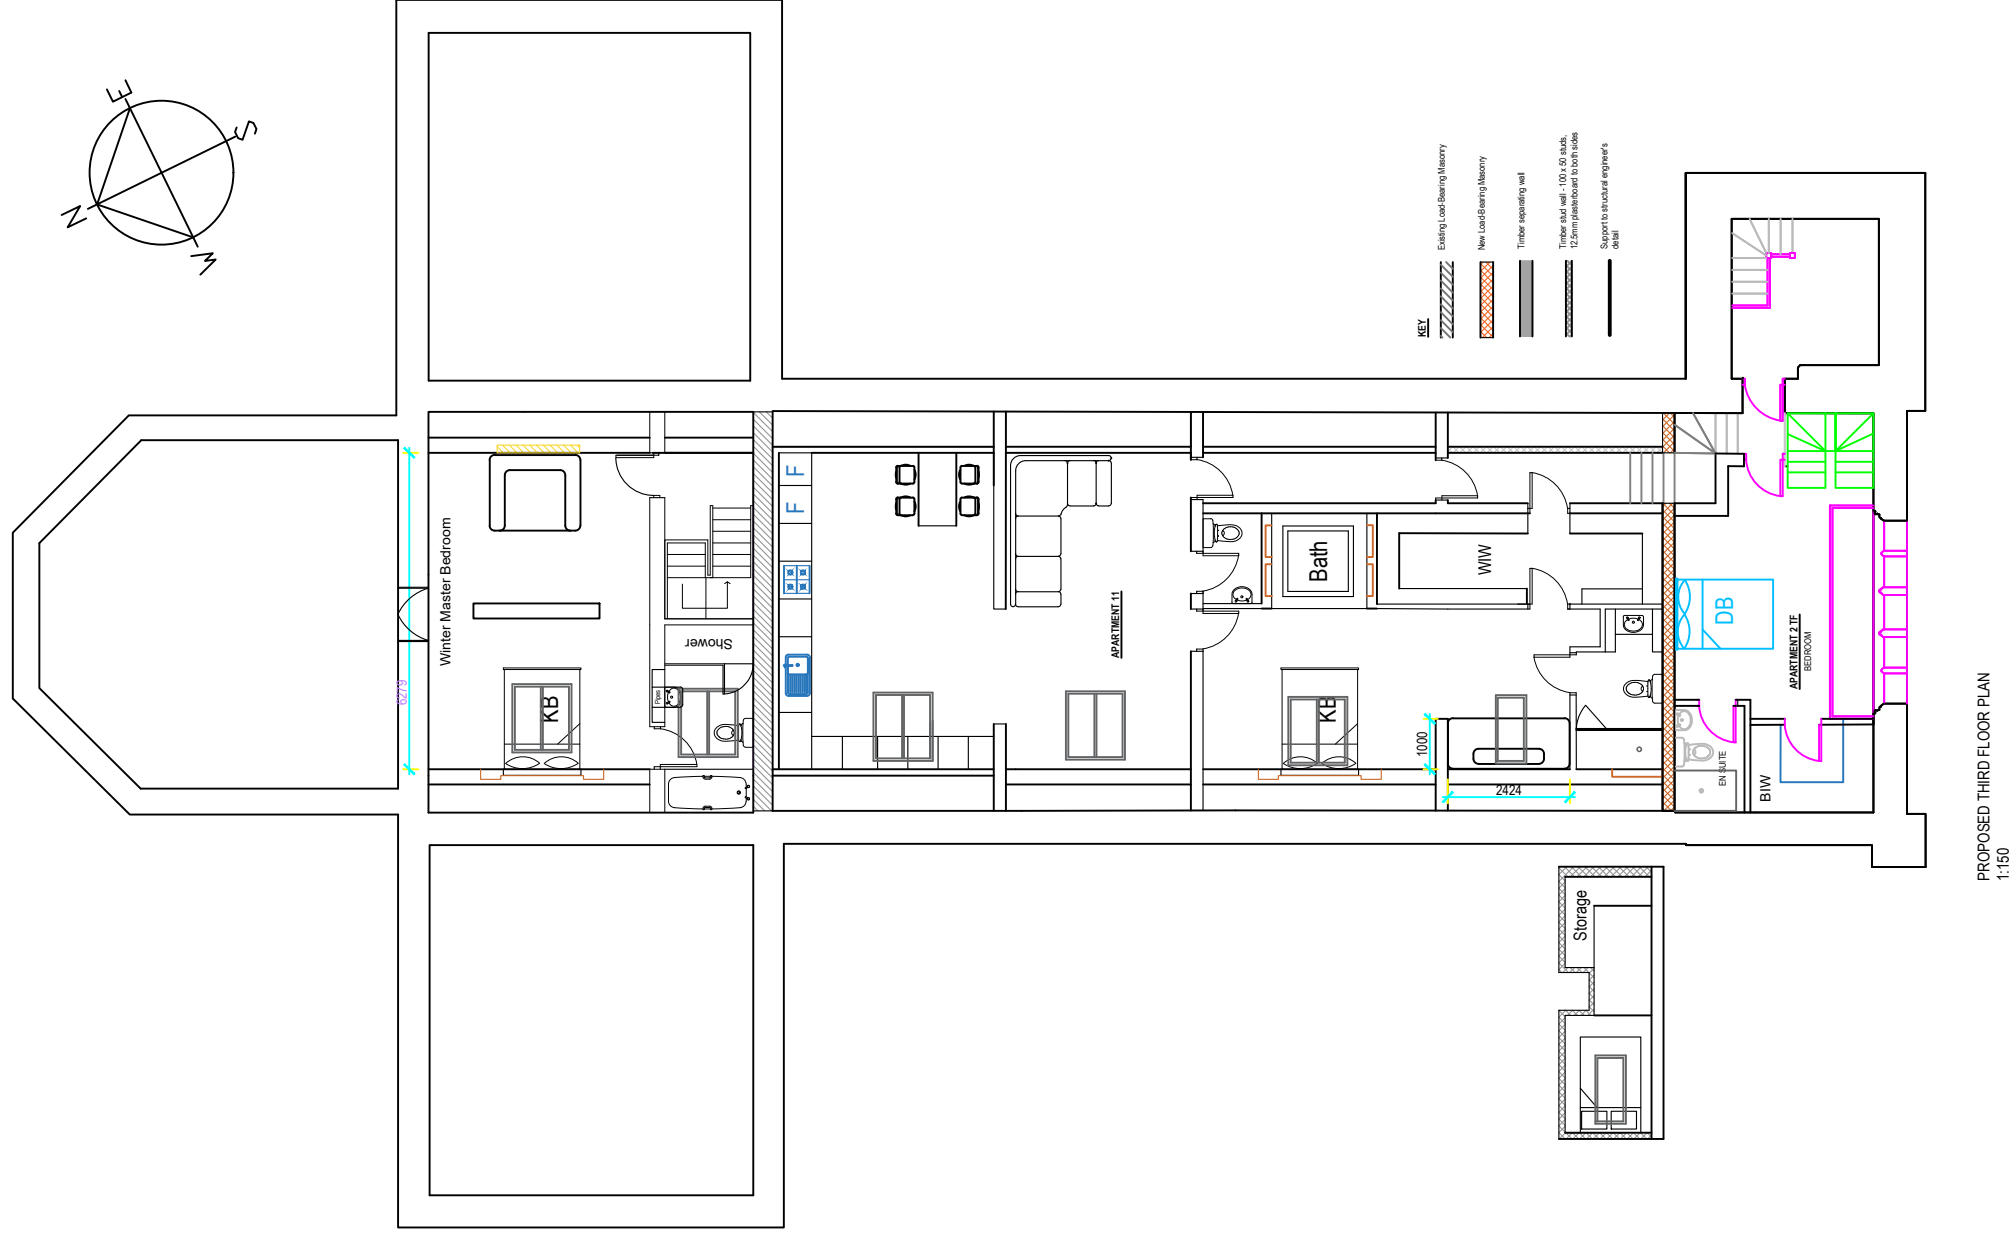 E
S
N
W
KEY
Existing Load-Bearing Masonry
New Load-Bearing Masonry
Timber separating wall
Timber stud wall - 100 x 50 studs,
12.5mm plasterboard to both sides
Support to structural engineer's
detail
Winter Master Bedroom
6279
KB
Shower
Pipes
F
F
APARTMENT 11
Bath
WIW
KB
1000
2424
DB
APARTMENT 2 TF
BEDROOM
EN SUITE
BIW
Storage
PROPOSED THIRD FLOOR PLAN
1:150